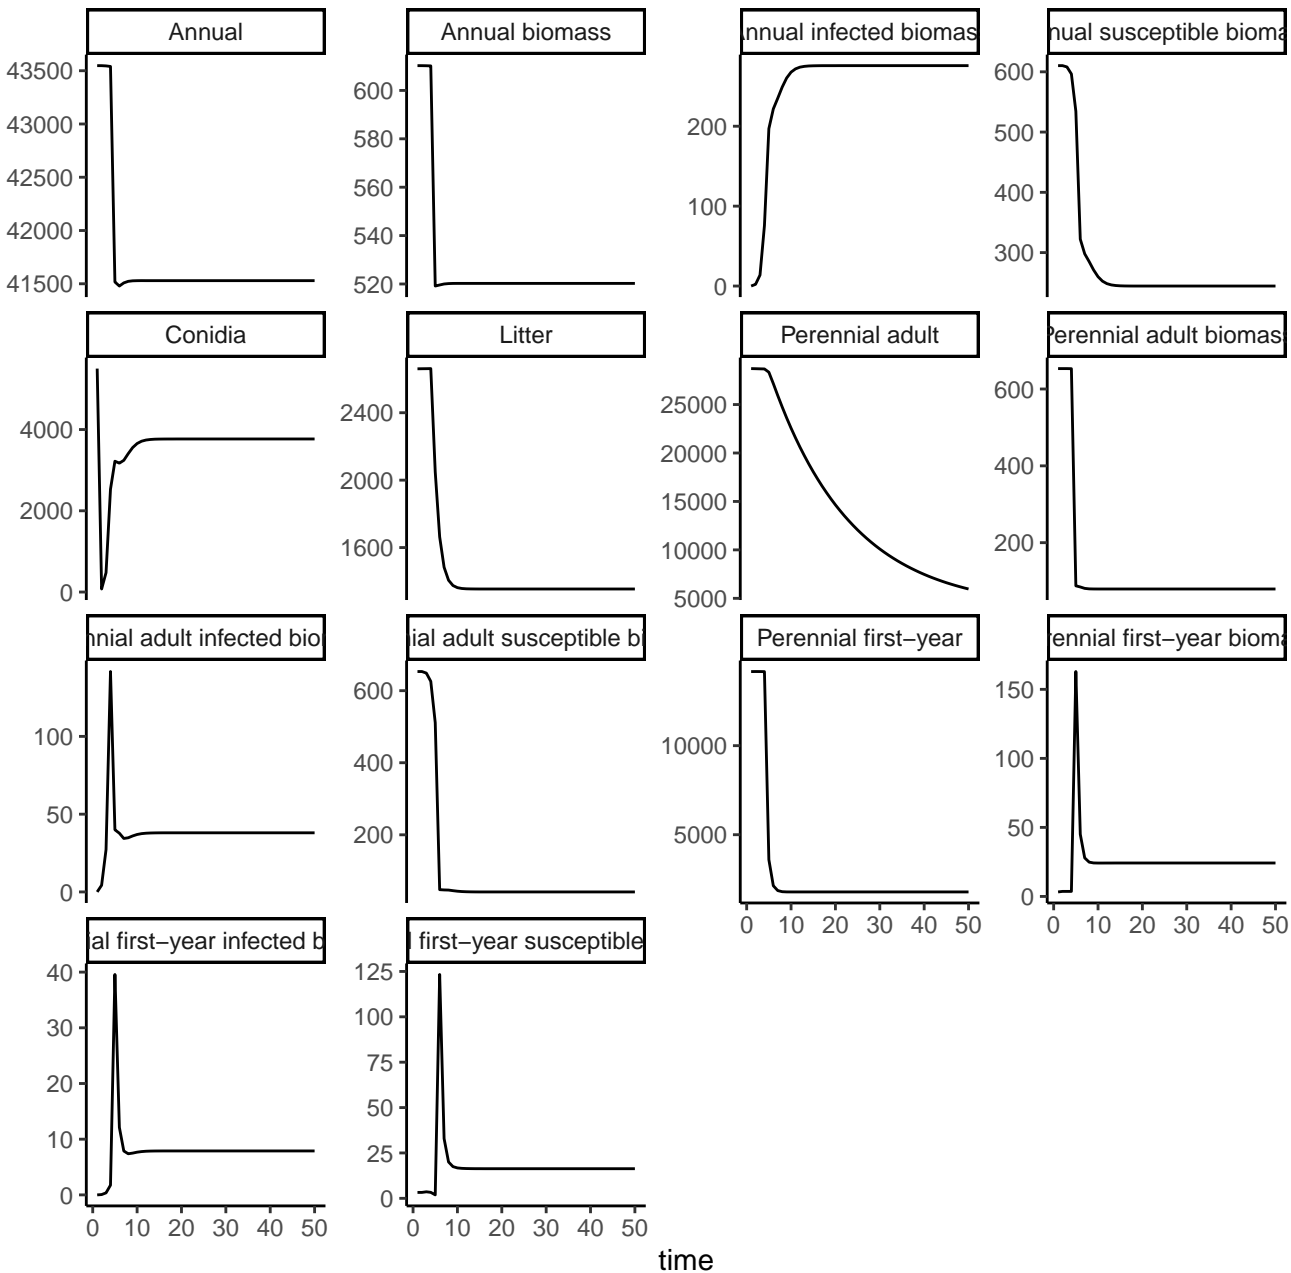 Annual
Annual biomass
nnual infected biomas
nual susceptible bioma
43500
43000
42500
42000
41500
600
580
560
540
520
200
100
0
600
500
400
300
Conidia
Litter
Perennial adult
Perennial adult biomas
4000
2000
0
2400
2000
1600
25000
20000
15000
10000
5000
600
400
200
nnial adult infected bio
ial adult susceptible bi
Perennial first−year
rennial first−year bioma
100
50
0
600
400
200
10000
5000
150
100
50
0
0 10 20 30 40 50
0 10 20 30 40 50
ial first−year infected b
first−year susceptible
40
30
20
10
0
125
100
75
50
25
0
0 10 20 30 40 50
0 10 20 30 40 50
time